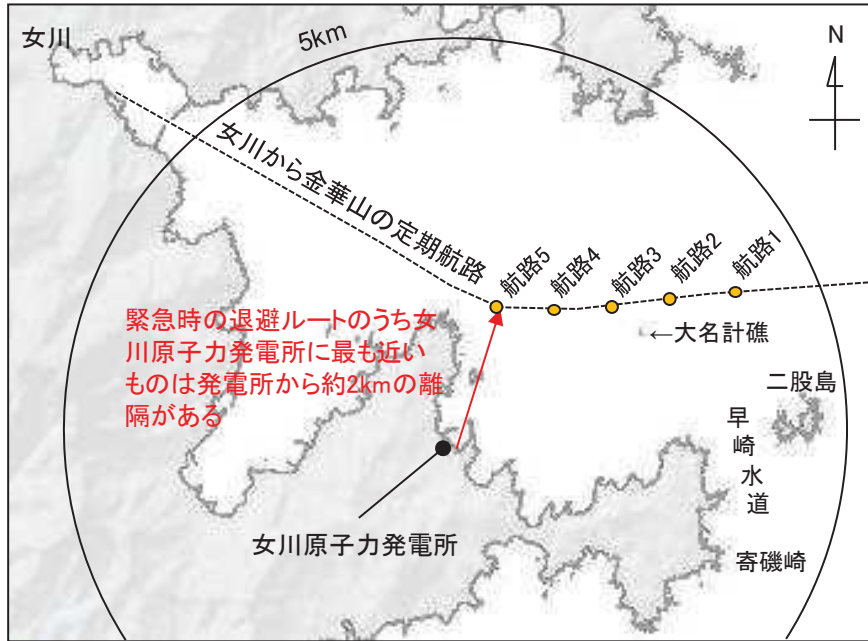 女川
5km
N
女川から金華山の定期航路
航路5
航路4
航路3
航路2
航路1
緊急時の退避ルートのうち女
川原子力発電所に最も近い
ものは発電所から約2kmの離
隔がある
←大名計礁
二股島
早崎水道
女川原子力発電所
寄磯崎